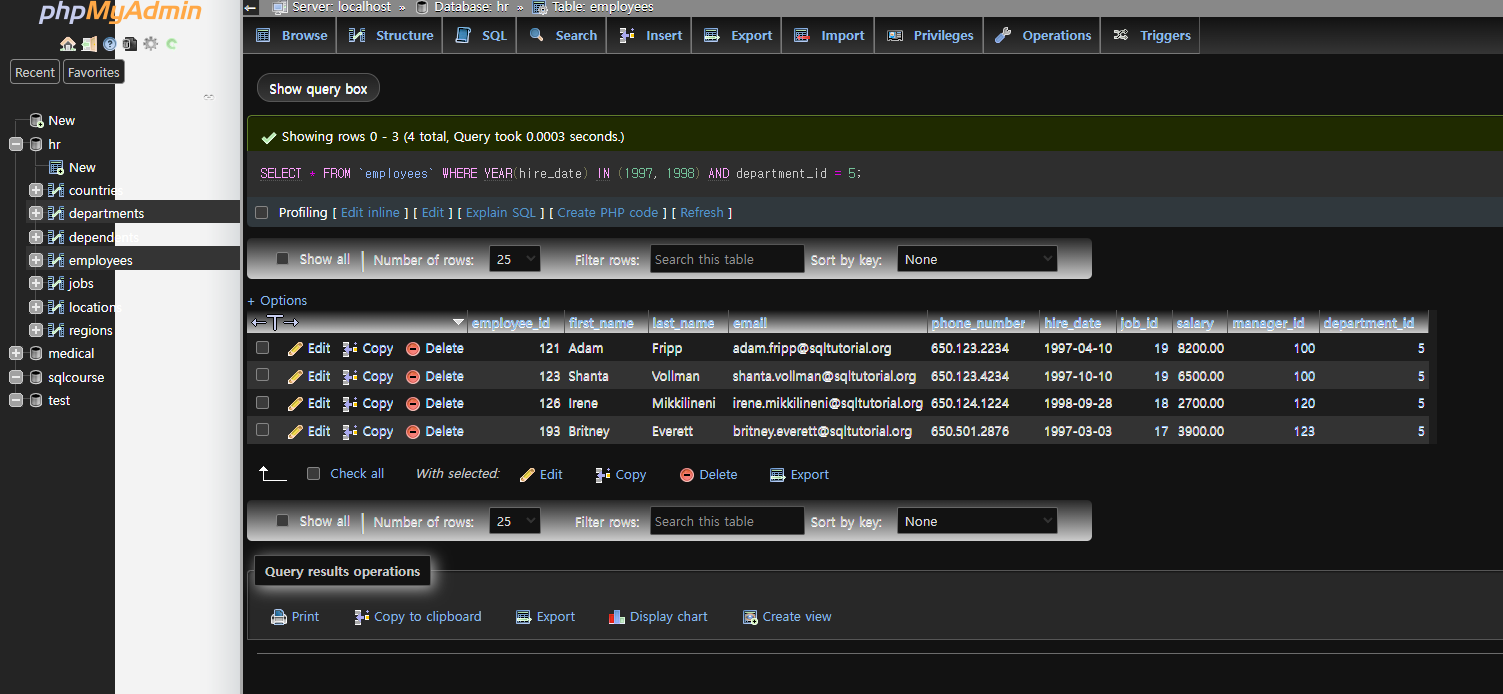 phpMyAdmin
Server: localhost » Database: hr » Table: employees
Browse Structure SQL Search Insert Export Import Privileges Operations Triggers
Recent Favorites
Show query box
New
hr
New
countries
departments
dependents
employees
jobs
locations
regions
medical
sqlcourse
test
Showing rows 0 - 3 (4 total, Query took 0.0003 seconds.)
SELECT * FROM `employees` WHERE YEAR(hire_date) IN (1997, 1998) AND department_id = 5;
Profiling [ Edit inline ] [ Edit ] [ Explain SQL ] [ Create PHP code ] [ Refresh ]
Show all Number of rows: 25 Filter rows: Search this table Sort by key: None
+ Options
←T→ employee_id first_name last_name email phone_number hire_date job_id salary manager_id department_id
Edit Copy Delete 121 Adam Fripp adam.fripp@sqltutorial.org 650.123.2234 1997-04-10 19 8200.00 100 5
Edit Copy Delete 123 Shanta Vollman shanta.vollman@sqltutorial.org 650.123.4234 1997-10-10 19 6500.00 100 5
Edit Copy Delete 126 Irene Mikkilineni irene.mikkilineni@sqltutorial.org 650.124.1224 1998-09-28 18 2700.00 120 5
Edit Copy Delete 193 Britney Everett britney.everett@sqltutorial.org 650.501.2876 1997-03-03 17 3900.00 123 5
Check all With selected: Edit Copy Delete Export
Show all Number of rows: 25 Filter rows: Search this table Sort by key: None
Query results operations
Print Copy to clipboard Export Display chart Create view